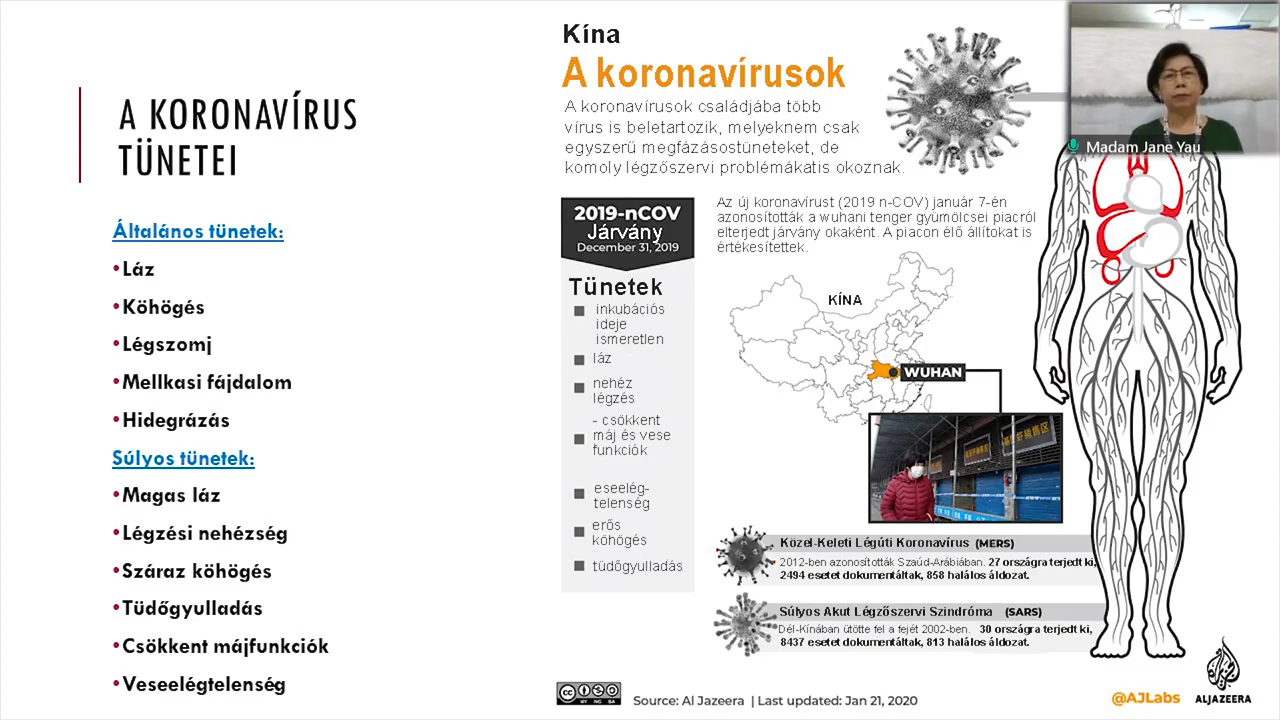 A KORONAVÍRUS
TÜNETEI
Általános tünetek:
•Láz
•Köhögés
•Légszomj
•Mellkasi fájdalom
•Hidegrázás
Súlyos tünetek:
•Magas láz
•Légzési nehézség
•Száraz köhögés
•Tüdőgyulladás
•Csökkent májfunkciók
•Veseelégtelenség
Kína
A koronavírusok
A koronavírusok családjába több
vírus is beletartozik, melyeknem csak
egyszerű megfázásostüneteket, de
komoly légzőszervi problémákatis okoznak.
2019-nCOV
Járvány
December 31, 2019
Tünetek
inkubációs
ideje
ismeretlen
láz
nehéz
légzés
- csökkent
máj és vese
funkciók
eseelég-
telenség
erős
köhögés
tüdőgyulladás
Az új koronavírust (2019 n-COV) január 7-én
azonosították a wuhani tenger gyümölcsei piacról
elterjedt járvány okaként. A piacon élő állítokat is
értékesítettek.
KÍNA
WUHAN
Közel-Keleti Légúti Koronavírus (MERS)
2012-ben azonosították Szaúd-Arábiában. 27 országra terjedt ki,
2494 esetet dokumentáltak, 858 halálos áldozat.
Súlyos Akut Légzőszervi Szindróma (SARS)
Dél-Kínában ütötte fel a fejét 2002-ben. 30 országra terjedt ki,
8437 esetet dokumentáltak, 813 halálos áldozat.
Source: Al Jazeera | Last updated: Jan 21, 2020
@AJLabs
ALJAZEERA
Madam Jane Yau